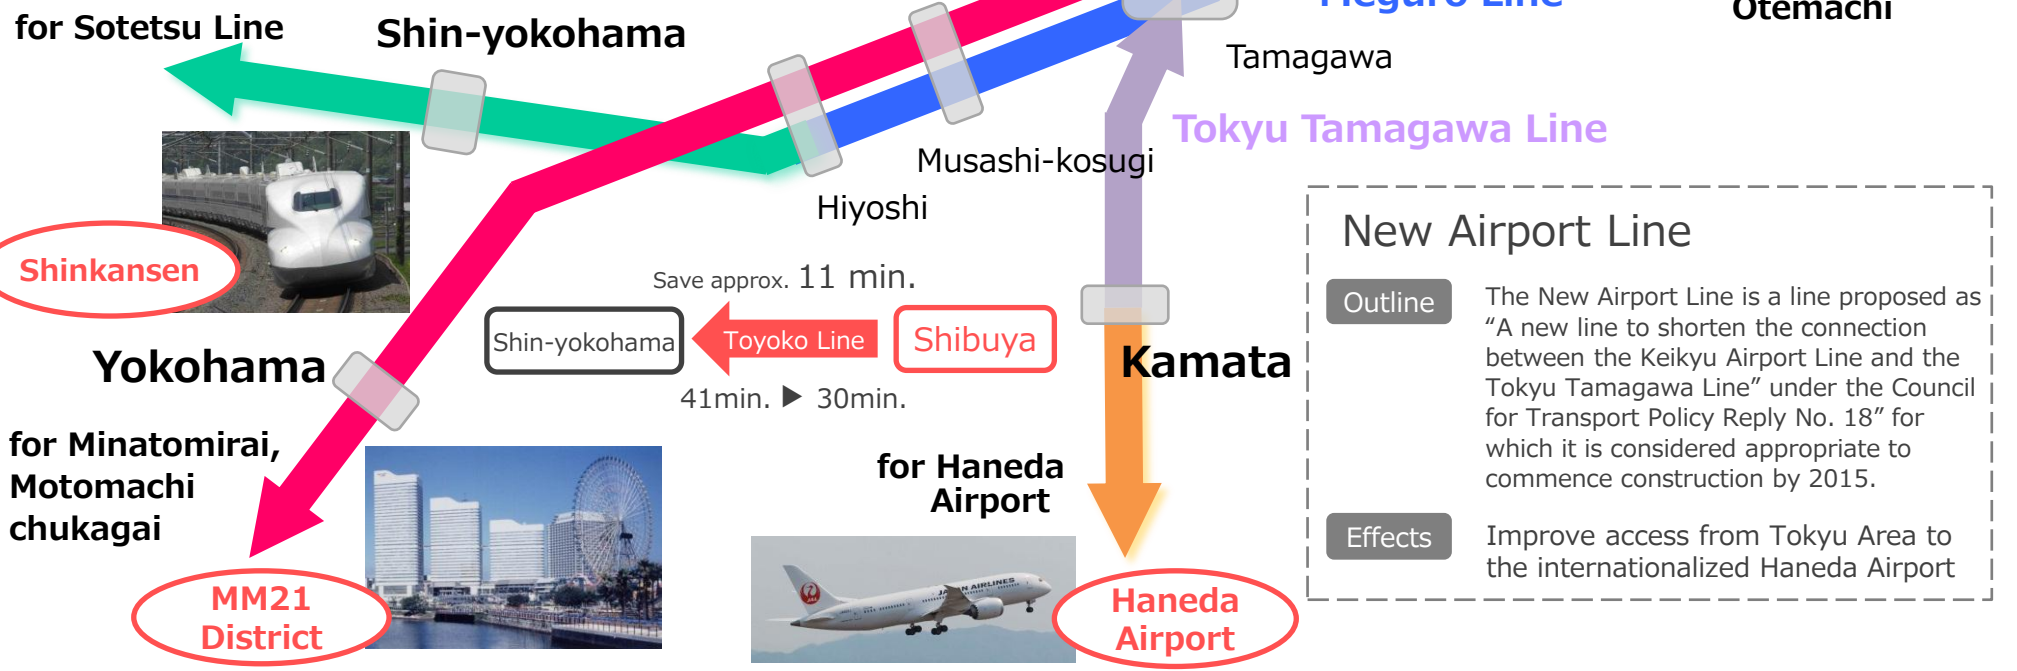 Meguro Line
Otemachi
for Sotetsu Line
Shin-yokohama
Tamagawa
Tokyu Tamagawa Line
Musashi-kosugi
Hiyoshi
Shinkansen
Save approx. 11 min.
Shin-yokohama
Toyoko Line
Shibuya
41min. ▶ 30min.
Yokohama
Kamata
for Minatomirai,
Motomachi
chukagai
for Haneda
Airport
MM21
District
JAPAN AIRLINES
Haneda
Airport
New Airport Line
Outline
The New Airport Line is a line proposed as
“A new line to shorten the connection
between the Keikyu Airport Line and the
Tokyu Tamagawa Line” under the Council
for Transport Policy Reply No. 18” for
which it is considered appropriate to
commence construction by 2015.
Effects
Improve access from Tokyu Area to
the internationalized Haneda Airport